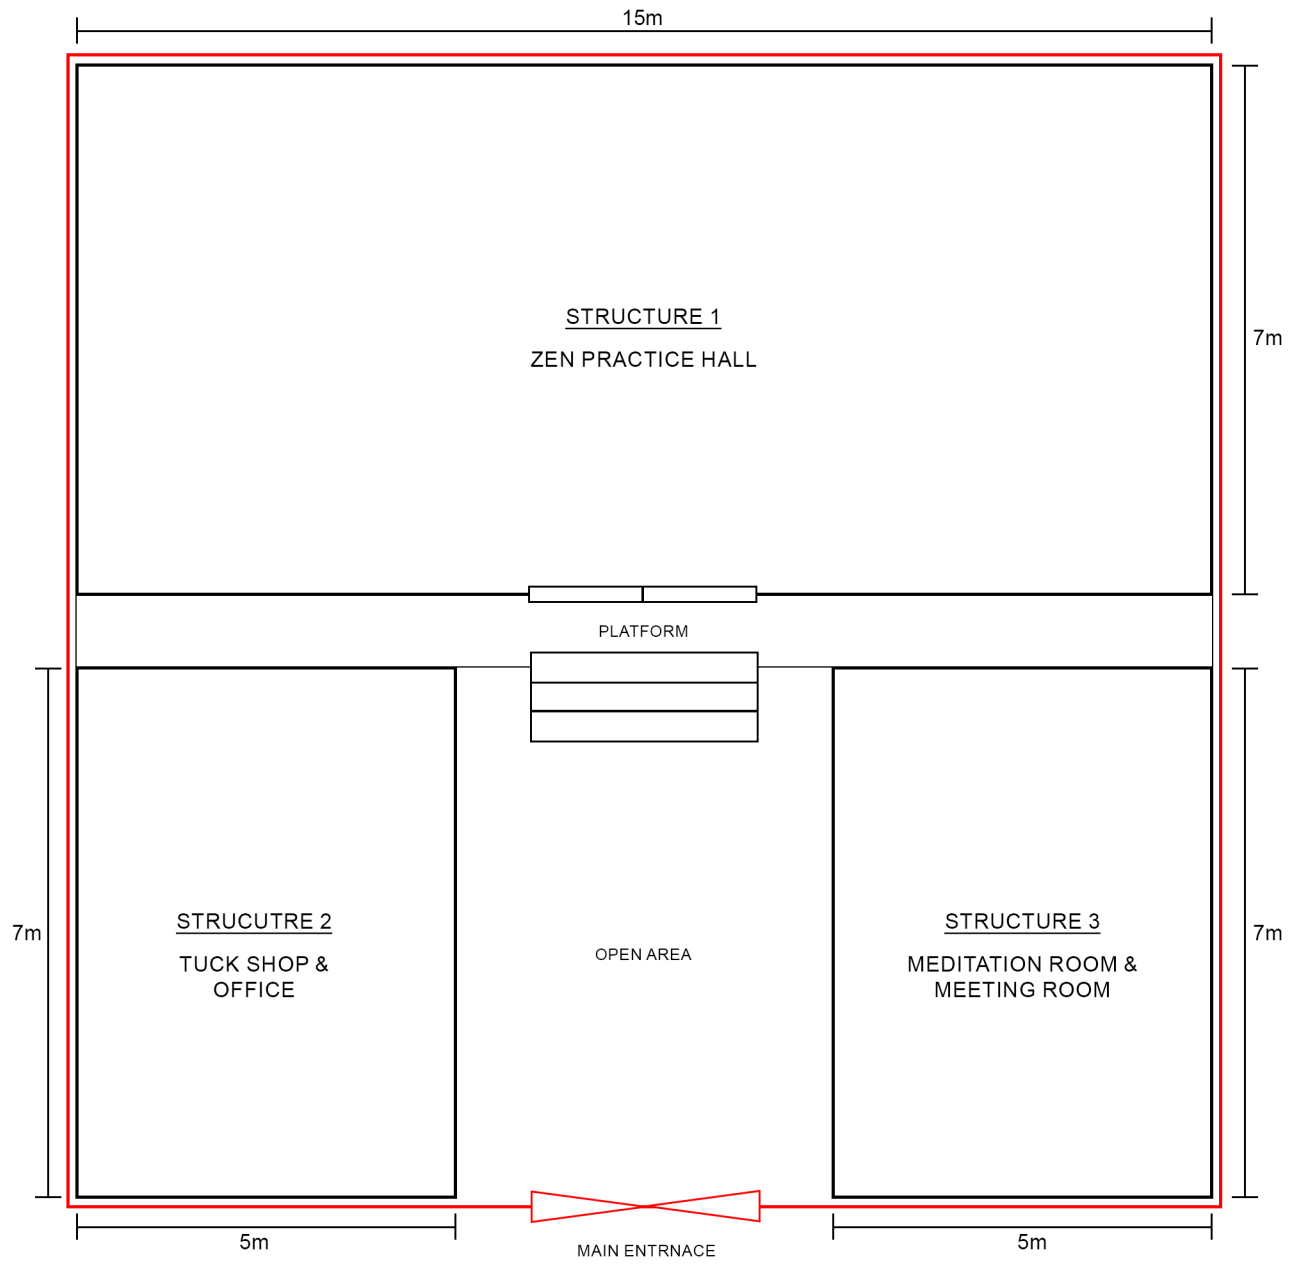 15m
STRUCTURE 1
ZEN PRACTICE HALL
7m
PLATFORM
STRUCUTRE 2
TUCK SHOP &
OFFICE
7m
OPEN AREA
STRUCTURE 3
MEDITATION ROOM &
MEETING ROOM
7m
5m
MAIN ENTRNACE
5m